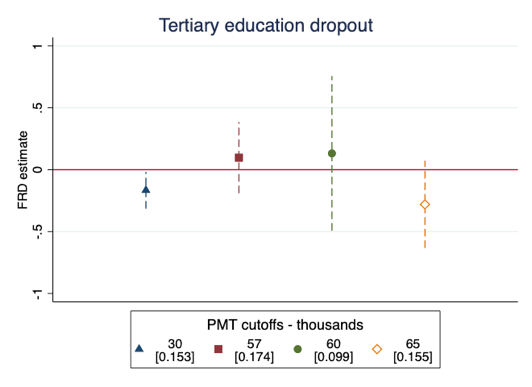 Tertiary education dropout
1
.5
0
-.5
-1
FRD estimate
PMT cutoffs - thousands
30 57 60 65
[0.153] [0.174] [0.099] [0.155]